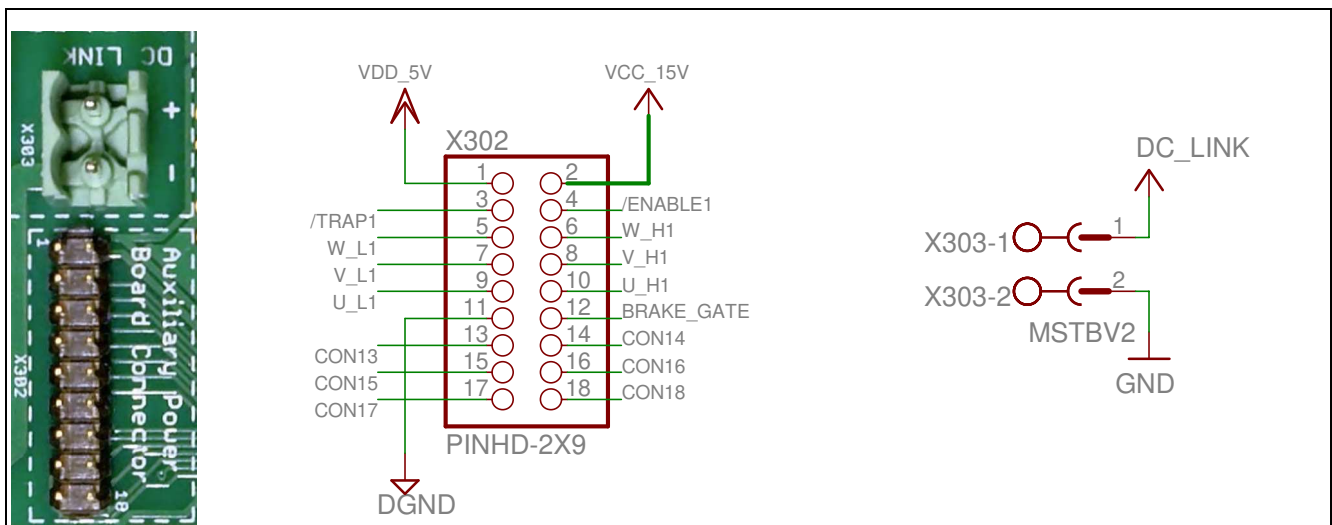 DC LINK
+
-
X303
1
Auxiliary Power
Board Connector
X302
18
VDD_5V
VCC_15V
X302
1 2
3 4 /ENABLE1
/TRAP1
5 6 W_H1
W_L1
7 8 V_H1
V_L1
9 10 U_H1
U_L1
11 12 BRAKE_GATE
13 14 CON14
CON13
15 16 CON16
CON15
17 18 CON18
CON17
PINHD-2X9
DGND
DC_LINK
X303-1 1
X303-2 2
MSTBV2
GND